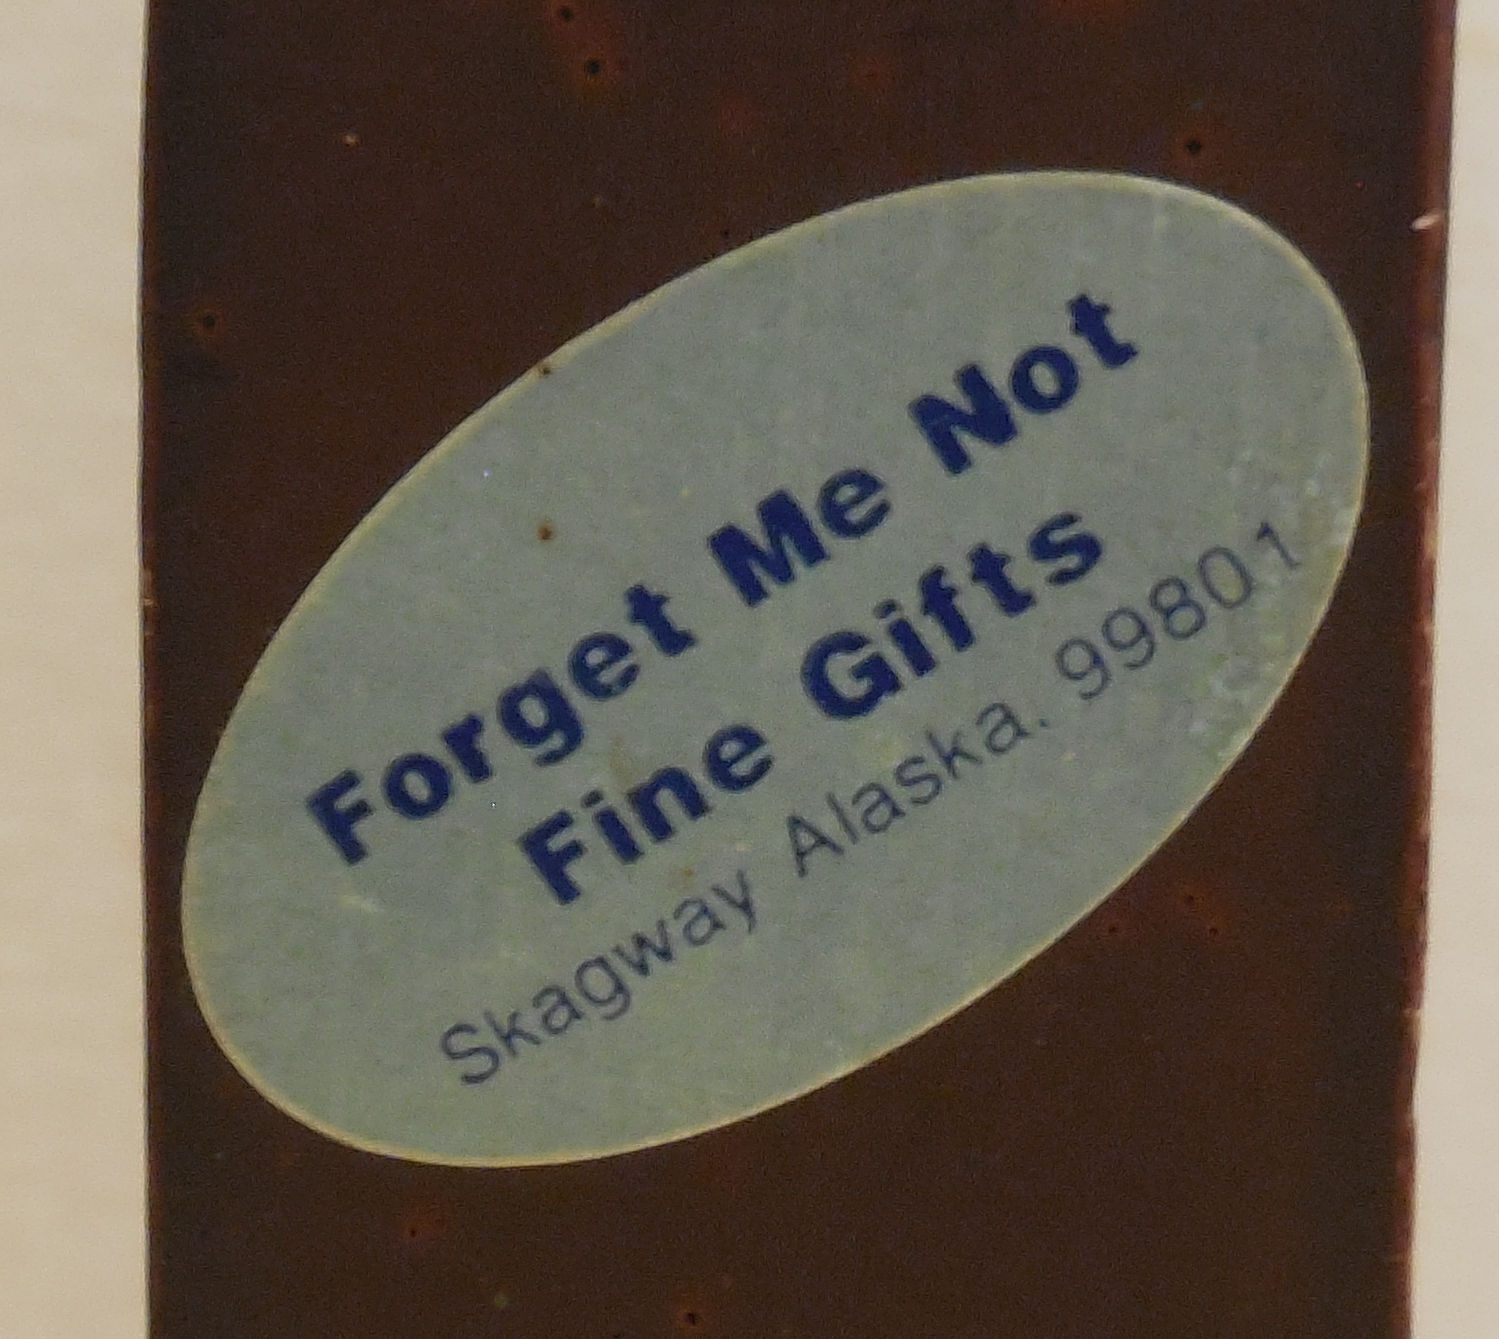 Forget Me Not
Fine Gifts
Skagway Alaska. 99801